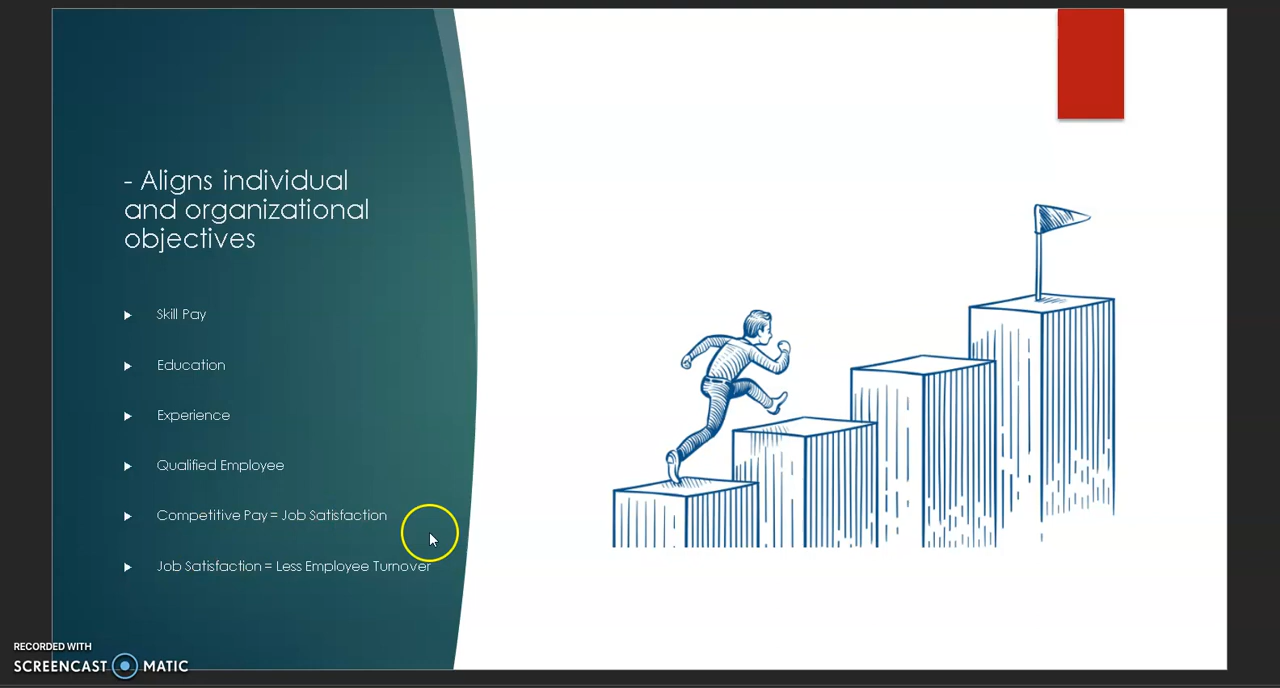 - Aligns individual
and organizational
objectives
Skill Pay
Education
Experience
Qualified Employee
Competitive Pay = Job Satisfaction
Job Satisfaction = Less Employee Turnover
RECORDED WITH
SCREENCAST MATIC